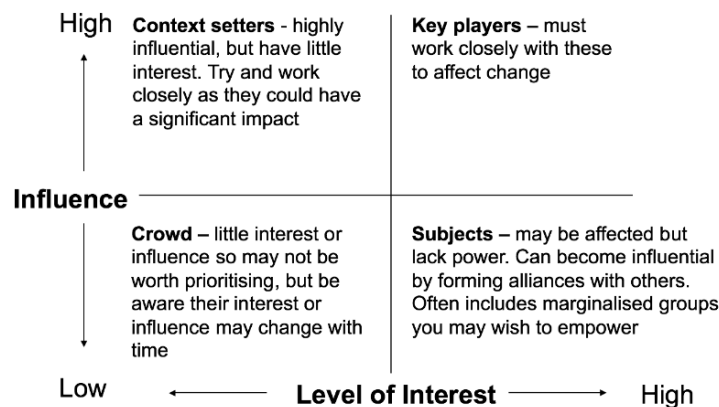 High
Context setters - highly
influential, but have little
interest. Try and work
closely as they could have
a significant impact
Key players – must
work closely with these
to affect change
Influence
Crowd – little interest or
influence so may not be
worth prioritising, but be
aware their interest or
influence may change with
time
Subjects – may be affected but
lack power. Can become influential
by forming alliances with others.
Often includes marginalised groups
you may wish to empower
Low
Level of Interest
High